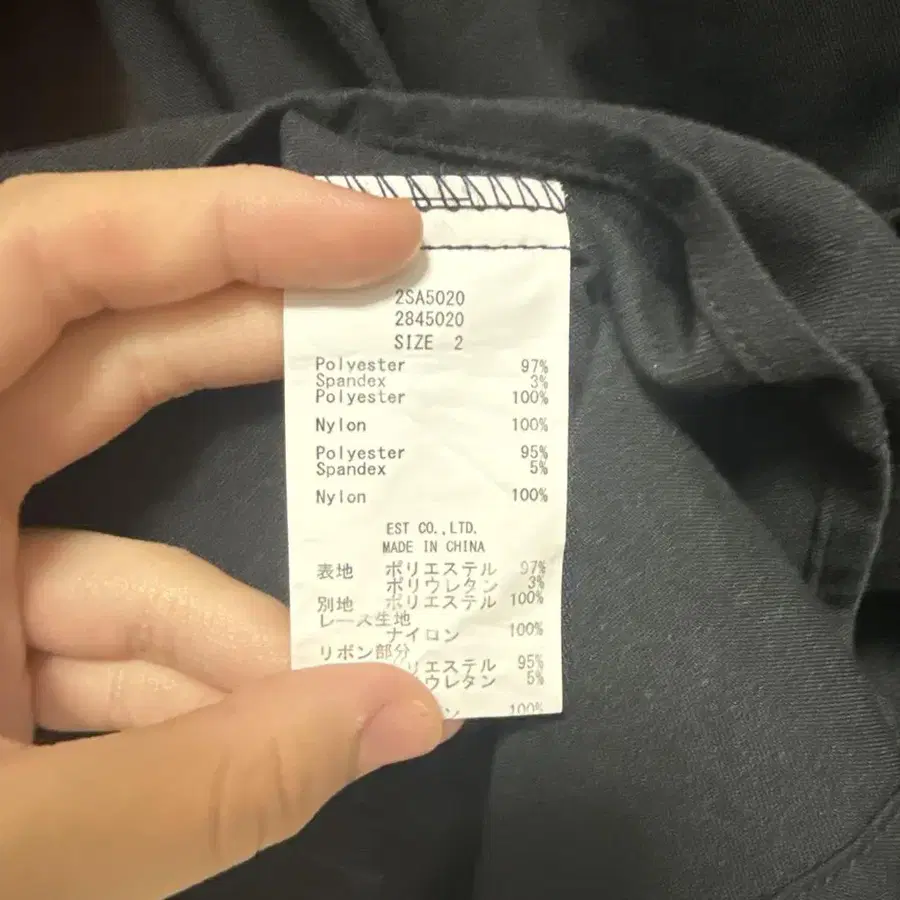 2SA5020
2845020
SIZE 2
Polyester 97%
Spandex 3%
Polyester 100%
Nylon 100%
Polyester 95%
Spandex 5%
Nylon 100%
EST CO.,LTD.
MADE IN CHINA
表地 ポリエステル 97%
ポリウレタン 3%
別地 ポリエステル 100%
レース生地
ナイロン 100%
リボン部分
リエステル 95%
ウレタン 5%
ン 100%